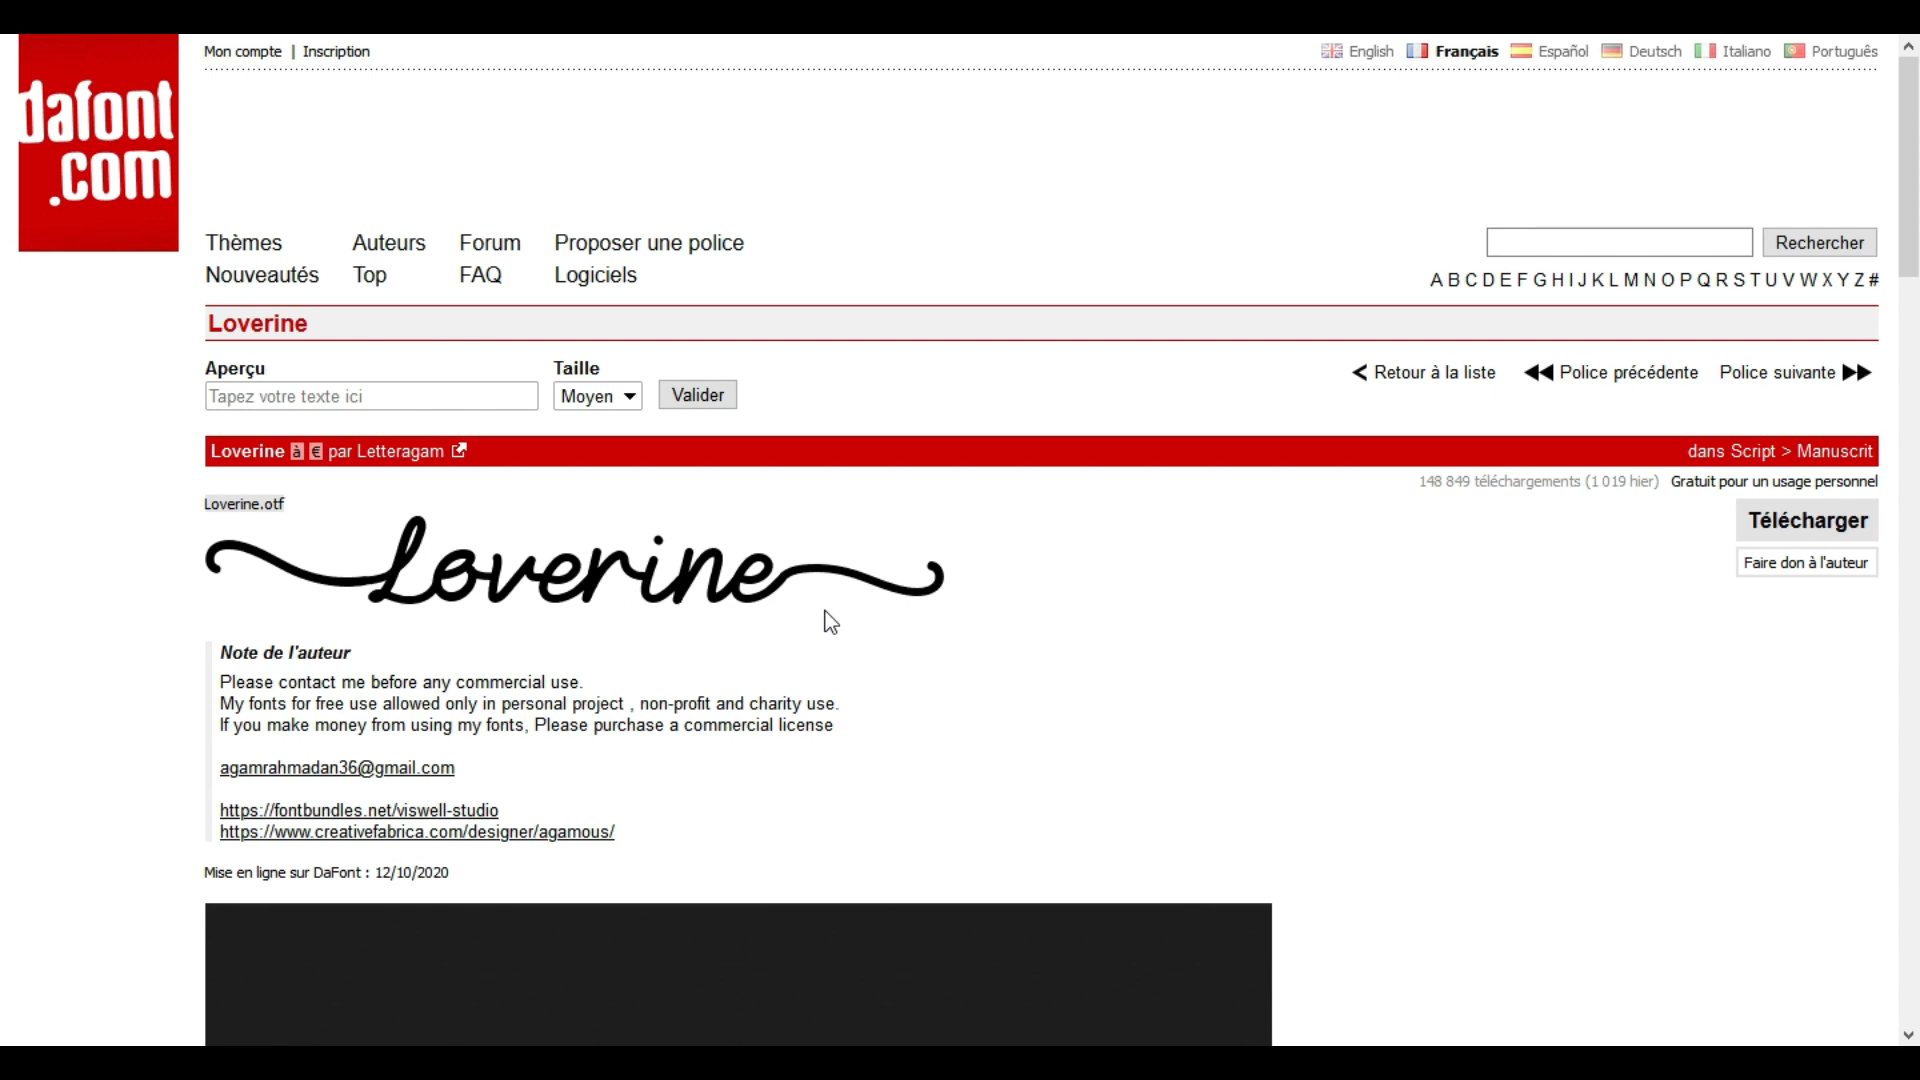 dafont
.com
Mon compte | Inscription
English Français Español Deutsch Italiano Português
Thèmes Auteurs Forum Proposer une police
Nouveautés Top FAQ Logiciels
Rechercher
A B C D E F G H I J K L M N O P Q R S T U V W X Y Z #
Loverine
Aperçu Taille
Tapez votre texte ici Moyen Valider
< Retour à la liste Police précédente Police suivante
Loverine à € par Letteragam dans Script > Manuscrit
148 849 téléchargements (1 019 hier) Gratuit pour un usage personnel
Loverine.otf
Télécharger
Faire don à l'auteur
Loverine
Note de l'auteur
Please contact me before any commercial use.
My fonts for free use allowed only in personal project , non-profit and charity use.
If you make money from using my fonts, Please purchase a commercial license
agamrahmadan36@gmail.com
https://fontbundles.net/viswell-studio
https://www.creativefabrica.com/designer/agamous/
Mise en ligne sur DaFont : 12/10/2020